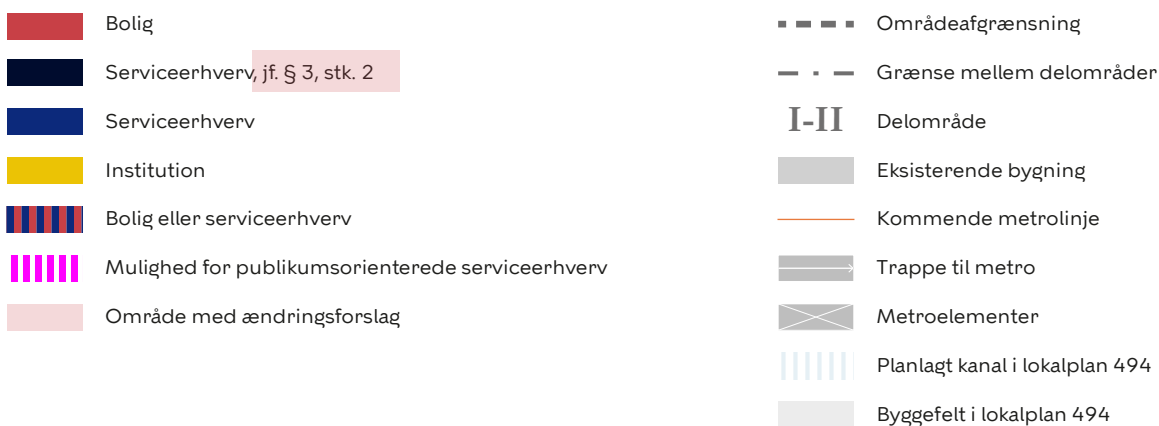 Bolig
Serviceerhverv, jf. § 3, stk. 2
Serviceerhverv
Institution
Bolig eller serviceerhverv
Mulighed for publikumsorienterede serviceerhverv
Område med ændringsforslag
Områdeafgrænsning
Grænse mellem delområder
I-II Delområde
Eksisterende bygning
Kommende metrolinje
Trappe til metro
Metroelementer
Planlagt kanal i lokalplan 494
Byggefelt i lokalplan 494